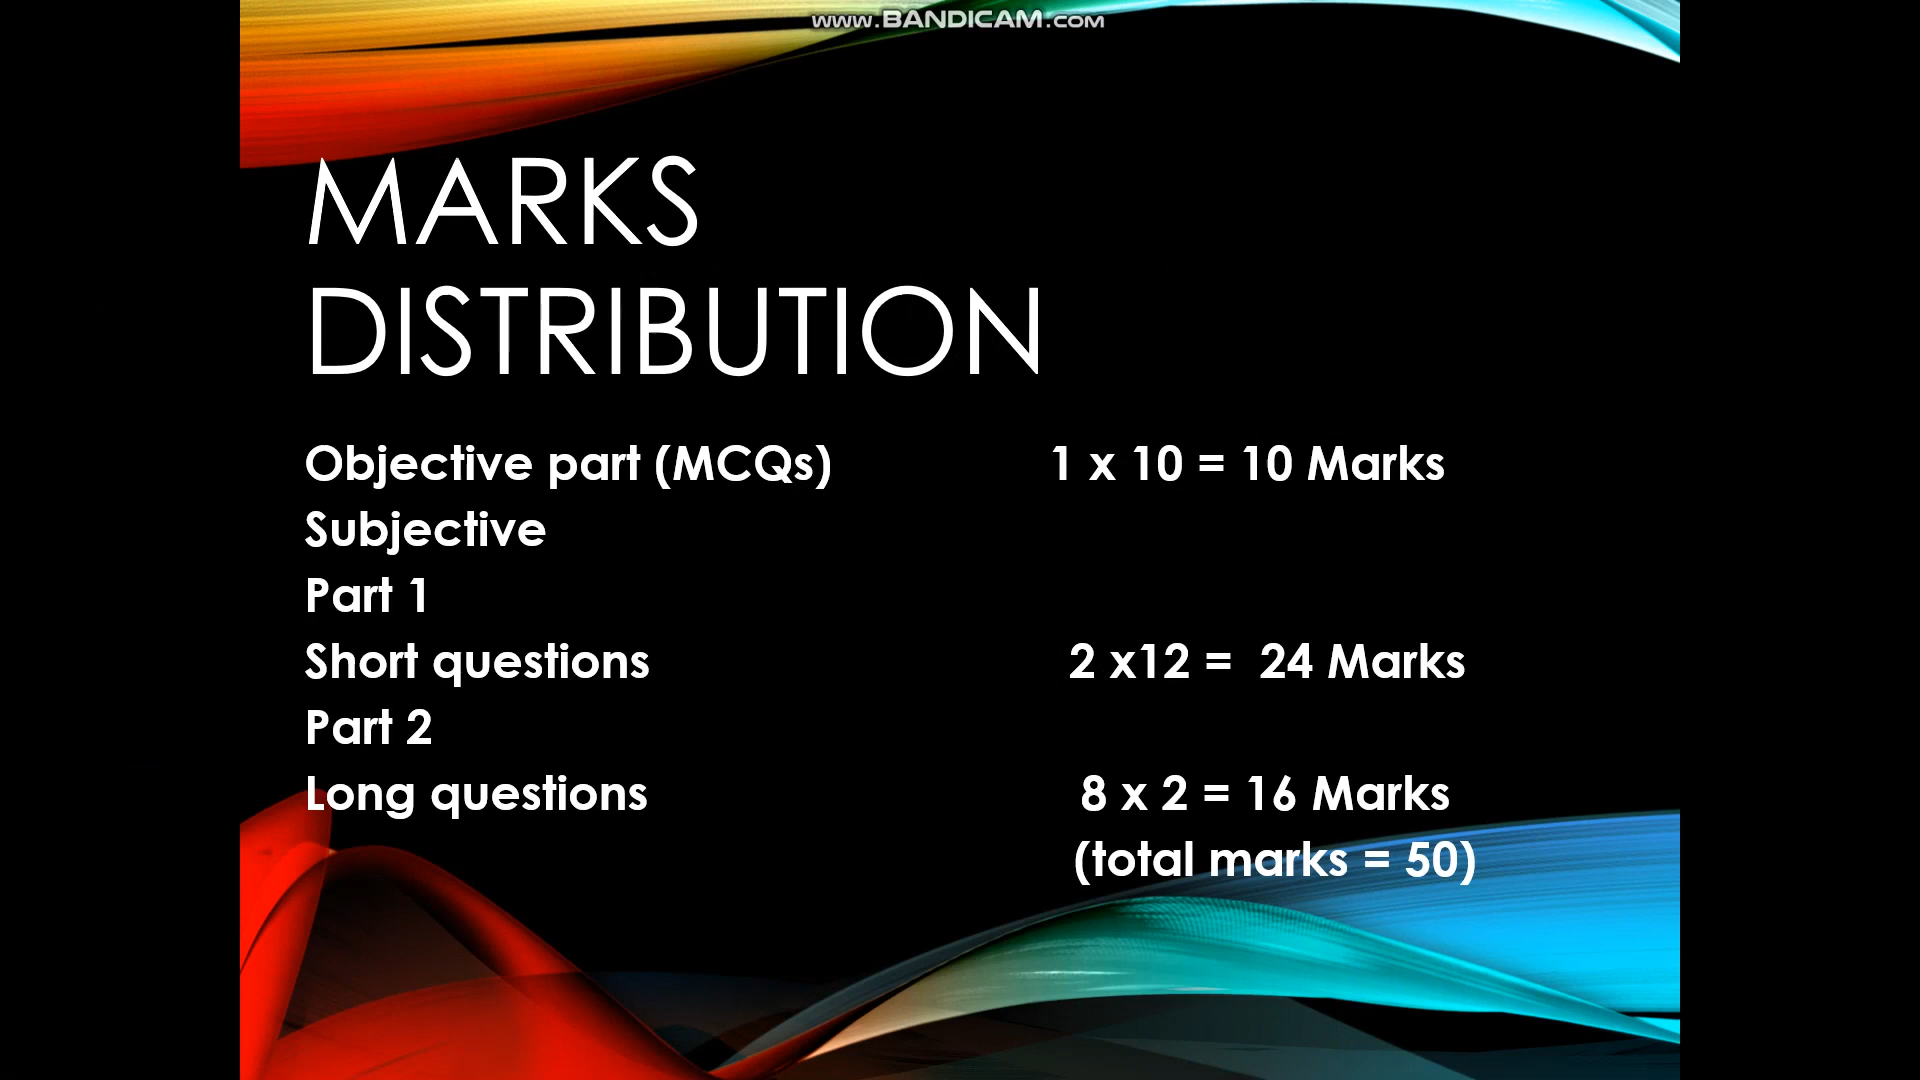 www.BANDICAM.com
MARKS
DISTRIBUTION
Objective part (MCQs) 1 x 10 = 10 Marks
Subjective
Part 1
Short questions 2 x12 = 24 Marks
Part 2
Long questions 8 x 2 = 16 Marks
(total marks = 50)